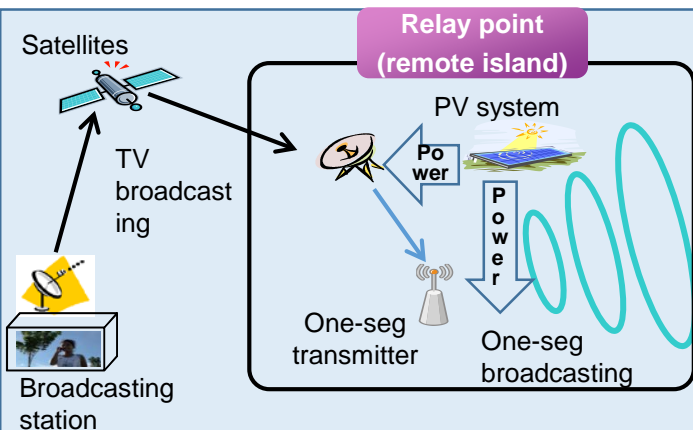 Relay point
(remote island)
Satellites
PV system
TV
broadcast
ing
Po
wer
P
o
w
e
r
One-seg
transmitter
One-seg
broadcasting
Broadcasting
station